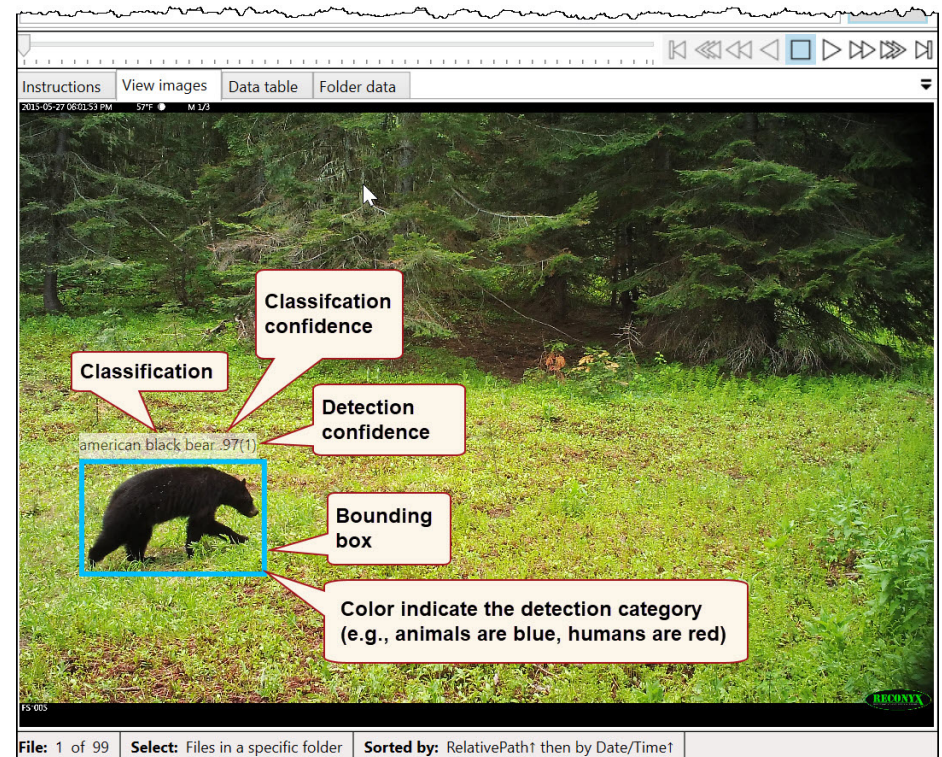 Instructions View images Data table Folder data
2015-05-27 06:01:53 PM 57°F M 1/3
Classifcation
confidence
Classification
Detection
confidence
american black bear .97(1)
Bounding
box
Color indicate the detection category
(e.g., animals are blue, humans are red)
RECONYX
FS-005
File: 1 of 99 Select: Files in a specific folder Sorted by: RelativePath↑ then by Date/Time↑